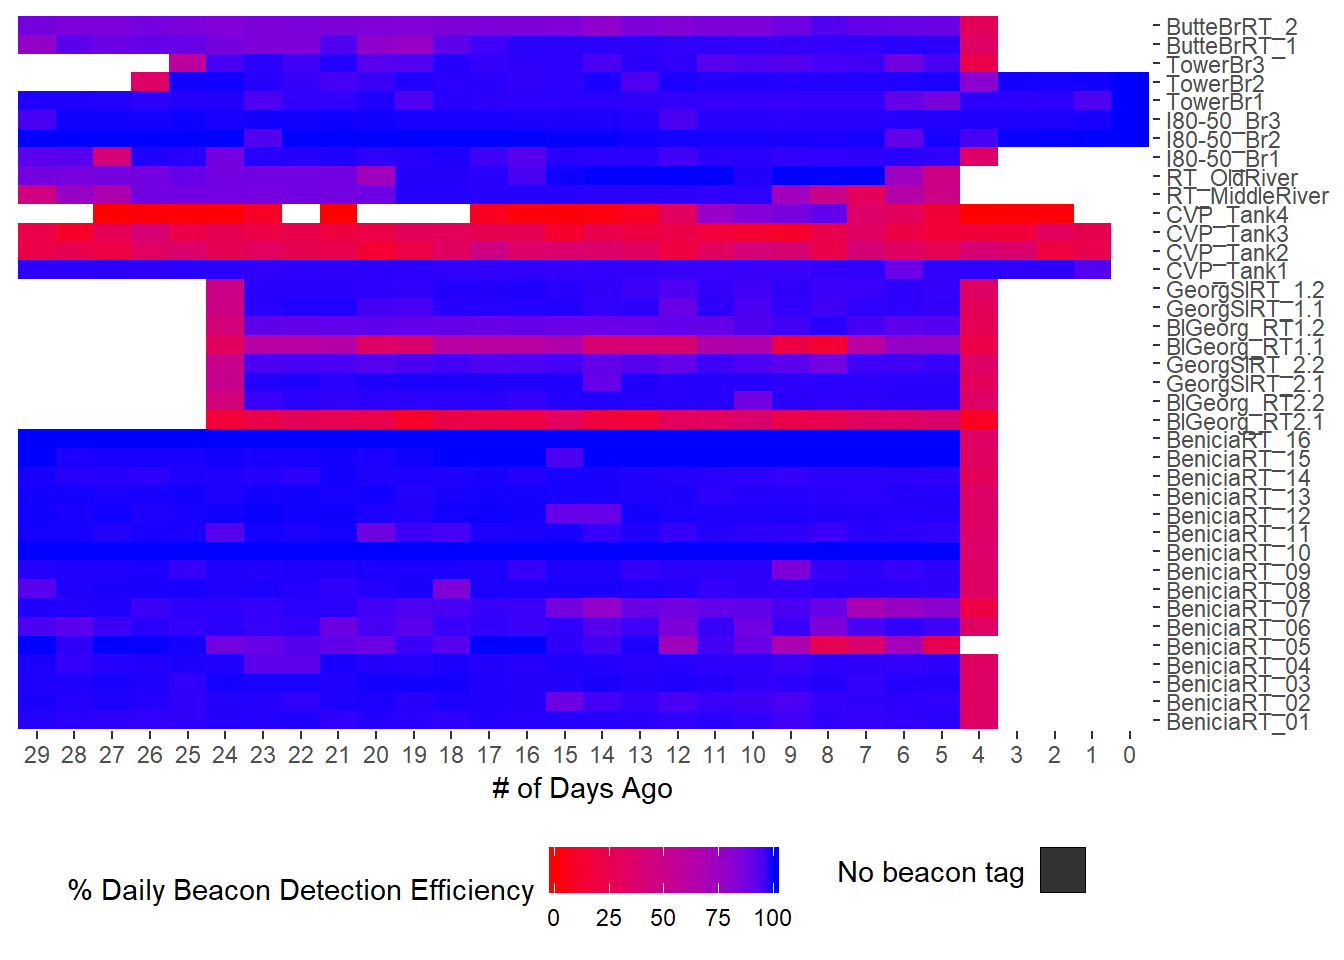 ButteBrRT_2
ButteBrRT_1
TowerBr3
TowerBr2
TowerBr1
I80-50_Br3
I80-50_Br2
I80-50_Br1
RT_OldRiver
RT_MiddleRiver
CVP_Tank4
CVP_Tank3
CVP_Tank2
CVP_Tank1
GeorgSlRT_1.2
GeorgSlRT_1.1
BlGeorg_RT1.2
BlGeorg_RT1.1
GeorgSlRT_2.2
GeorgSlRT_2.1
BlGeorg_RT2.2
BlGeorg_RT2.1
BeniciaRT_16
BeniciaRT_15
BeniciaRT_14
BeniciaRT_13
BeniciaRT_12
BeniciaRT_11
BeniciaRT_10
BeniciaRT_09
BeniciaRT_08
BeniciaRT_07
BeniciaRT_06
BeniciaRT_05
BeniciaRT_04
BeniciaRT_03
BeniciaRT_02
BeniciaRT_01
29 28 27 26 25 24 23 22 21 20 19 18 17 16 15 14 13 12 11 10 9 8 7 6 5 4 3 2 1 0
# of Days Ago
% Daily Beacon Detection Efficiency
0 25 50 75 100
No beacon tag